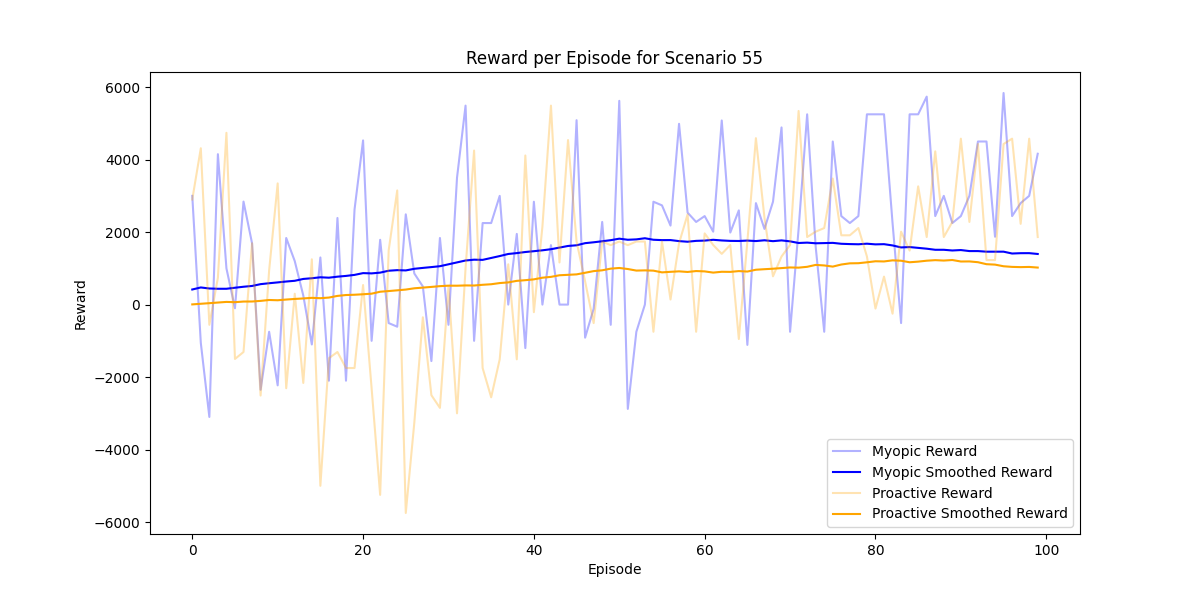 Reward per Episode for Scenario 55
6000
4000
2000
0
−2000
−4000
−6000
Reward
0
20
40
60
80
100
Episode
Myopic Reward
Myopic Smoothed Reward
Proactive Reward
Proactive Smoothed Reward